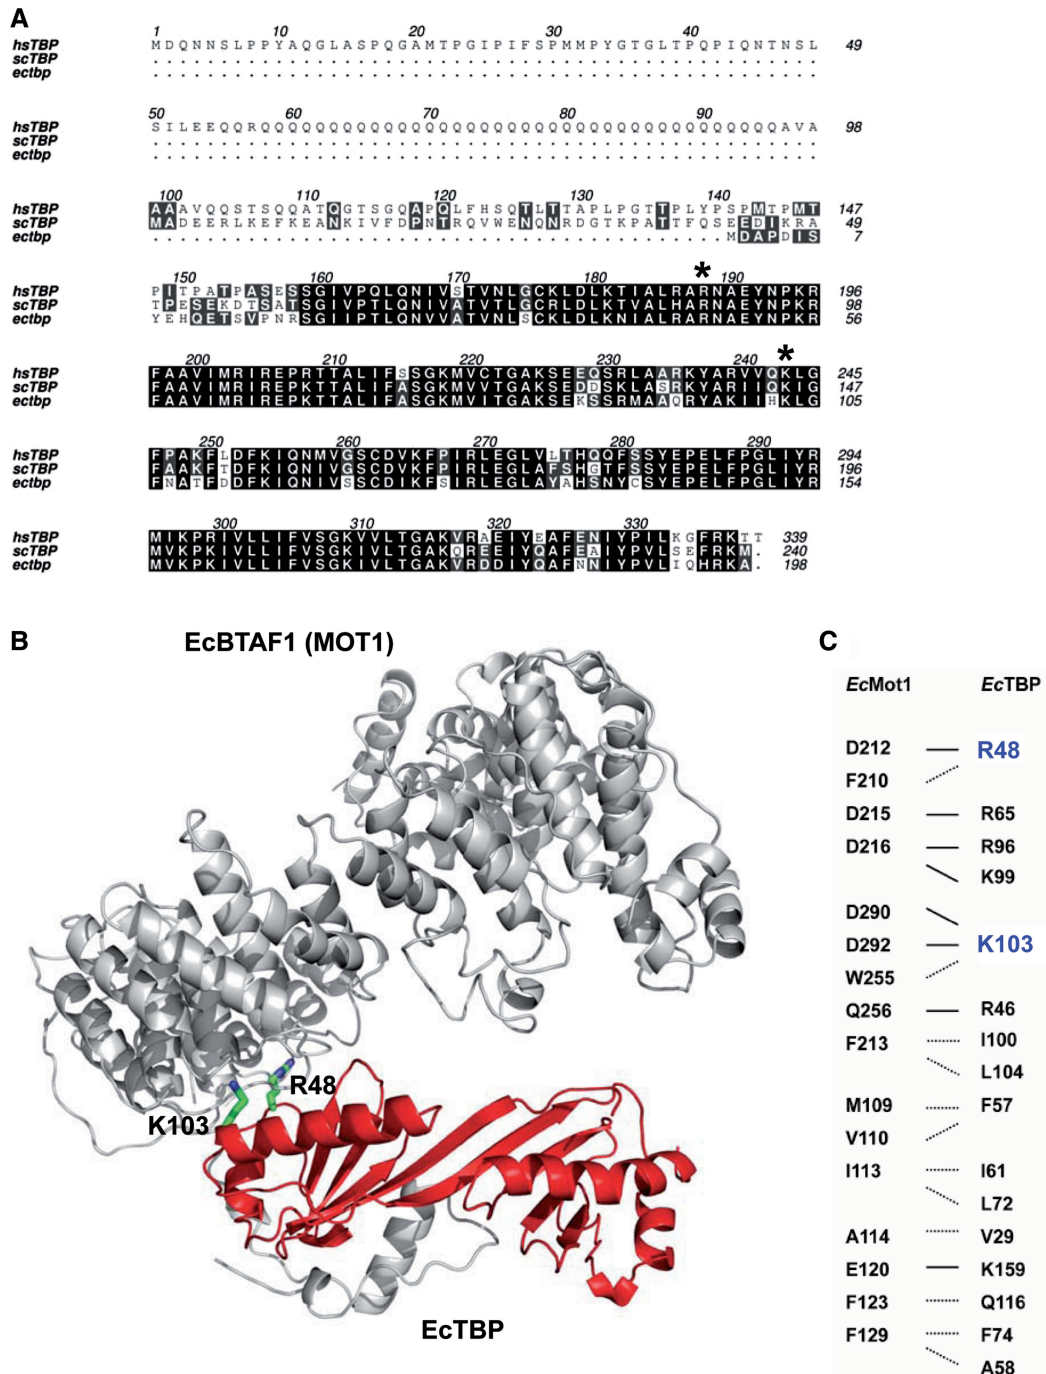 A
1 10 20 30 40
hsTBP MDQNNSLPPYAQGLASPQGAMTPGIPIFSPMMPYGTGLTPQPIQNTNSL 49
scTBP .................................................
ectbp .................................................
50 60 70 80 90
hsTBP SILEEQQRQQQQQQQQQQQQQQQQQQQQQQQQQQQQQQQQQQQQQQAVA 98
scTBP .................................................
ectbp .................................................
100 110 120 130 140
hsTBP AAAVQQSTSQQATQGTSGQAPQLFHSQTLTTAPLPGTTPLYPSPMTPMT 147
scTBP MADEERLKEFKEANKIVFDPNTRQVWENQNRDGTKPATTFQSEEDIKRA 49
ectbp ..........................................MDAPDIS 7
*
150 160 170 180 190
hsTBP PITPATPASESSGIVPQLQNIVSTVNLGCKLDLKTIALRARNAEYNPKR 196
scTBP TPESEKDTSATSGIVPTLQNIVATVTLGCRLDLKTVALHARNAEYNPKR 98
ectbp YEHQETSVPNRSGIIPTLQNVVATVNLSCKLDLKNIALRARNAEYNPKR 56
*
200 210 220 230 240
hsTBP FAAVIMRIREPRTTALIFSSGKMVCTGAKSEEQSRLAARKYARVVQKLG 245
scTBP FAAVIMRIREPKTTALIFASGKMVVTGAKSEDDSKLASRKYARIIQKIG 147
ectbp FAAVIMRIREPKTTALIFASGKMVITGAKSEKSSRMAAQRYAKIIHKLG 105
250 260 270 280 290
hsTBP FPAKFLDFKIQNMVGSCDVKFPIRLEGLVLTHQQFSSYEPELFPGLIYR 294
scTBP FAAKFTDFKIQNIVGSCDVKFPIRLEGLAFSHGTFSSYEPELFPGLIYR 196
ectbp FNATFDDFKIQNIVSSCDIKFSIRLEGLAYAHSNYCSYEPELFPGLIYR 154
300 310 320 330
hsTBP MIKPRIVLLIFVSGKVVLTGAKVRAEIYEAFENIYPILKGFRKTT 339
scTBP MVKPKIVLLIFVSGKIVLTGAKQREEIYQAFEAIYPVLSEFRKM. 240
ectbp MVKPKIVLLIFVSGKIVLTGAKVRDDIYQAFNNIYPVLIQHRKA. 198
B
EcBTAF1 (MOT1)
R48
K103
EcTBP
C
EcMot1 EcTBP
D212 R48
F210
D215 R65
D216 R96
K99
D290
D292 K103
W255
Q256 R46
F213 I100
L104
M109 F57
V110
I113 I61
L72
A114 V29
E120 K159
F123 Q116
F129 F74
A58